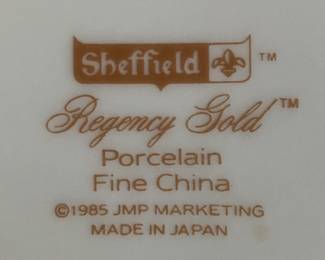 Sheffield ™
Regency Gold ™
Porcelain
Fine China
©1985 JMP MARKETING
MADE IN JAPAN